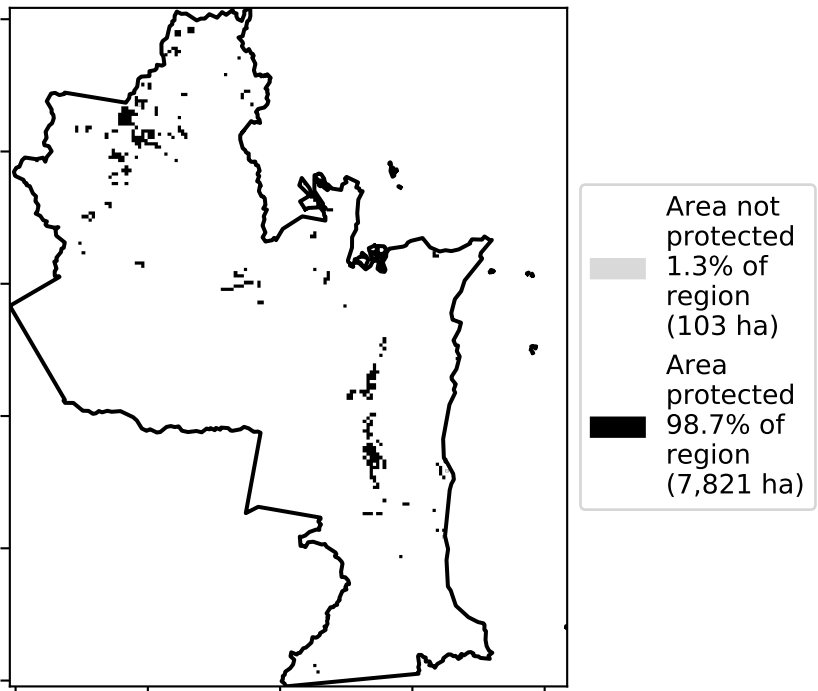 Area not
protected
1.3% of
region
(103 ha)
Area
protected
98.7% of
region
(7,821 ha)